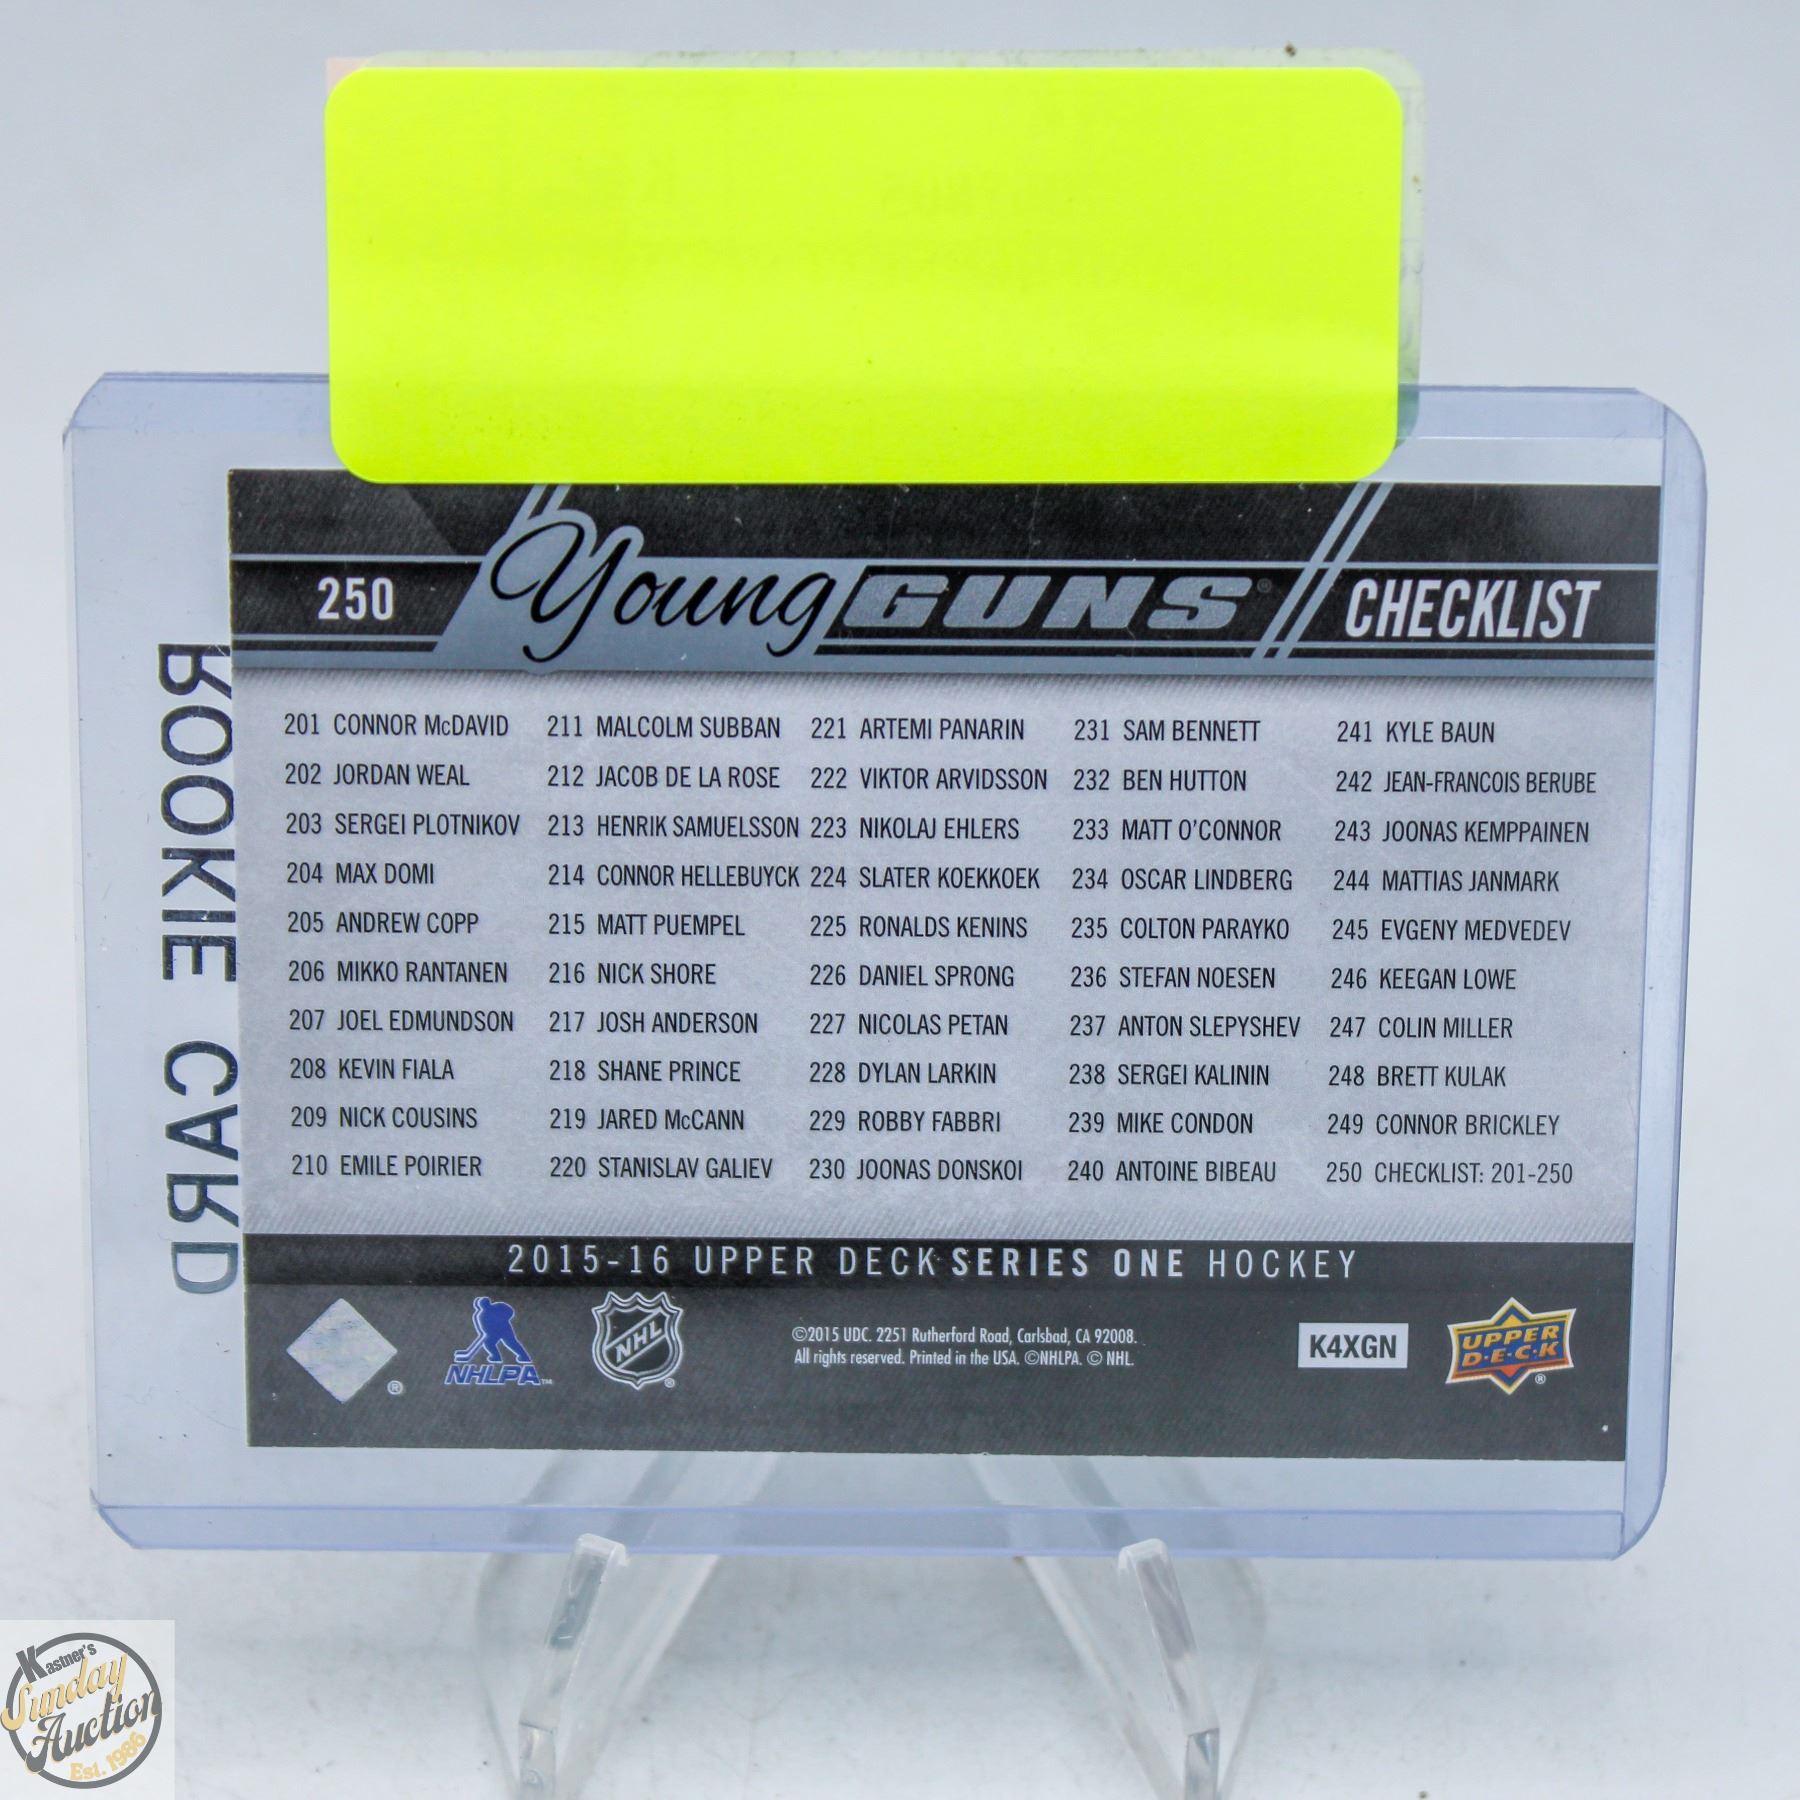 250 Young GUNS® CHECKLIST
201 CONNOR McDAVID
202 JORDAN WEAL
203 SERGEI PLOTNIKOV
204 MAX DOMI
205 ANDREW COPP
206 MIKKO RANTANEN
207 JOEL EDMUNDSON
208 KEVIN FIALA
209 NICK COUSINS
210 EMILE POIRIER
211 MALCOLM SUBBAN
212 JACOB DE LA ROSE
213 HENRIK SAMUELSSON
214 CONNOR HELLEBUYCK
215 MATT PUEMPEL
216 NICK SHORE
217 JOSH ANDERSON
218 SHANE PRINCE
219 JARED McCANN
220 STANISLAV GALIEV
221 ARTEMI PANARIN
222 VIKTOR ARVIDSSON
223 NIKOLAJ EHLERS
224 SLATER KOEKKOEK
225 RONALDS KENINS
226 DANIEL SPRONG
227 NICOLAS PETAN
228 DYLAN LARKIN
229 ROBBY FABBRI
230 JOONAS DONSKOI
231 SAM BENNETT
232 BEN HUTTON
233 MATT O'CONNOR
234 OSCAR LINDBERG
235 COLTON PARAYKO
236 STEFAN NOESEN
237 ANTON SLEPYSHEV
238 SERGEI KALININ
239 MIKE CONDON
240 ANTOINE BIBEAU
241 KYLE BAUN
242 JEAN-FRANCOIS BERUBE
243 JOONAS KEMPPAINEN
244 MATTIAS JANMARK
245 EVGENY MEDVEDEV
246 KEEGAN LOWE
247 COLIN MILLER
248 BRETT KULAK
249 CONNOR BRICKLEY
250 CHECKLIST: 201-250
2015-16 UPPER DECK SERIES ONE HOCKEY
®
NHLPA™
NHL ®
©2015 UDC. 2251 Rutherford Road, Carlsbad, CA 92008.
All rights reserved. Printed in the USA. ©NHLPA. © NHL.
K4XGN
UPPER
D·E·C·K ®
ROOKIE CARD
Kastner's
Sunday
Auction
Est. 1986